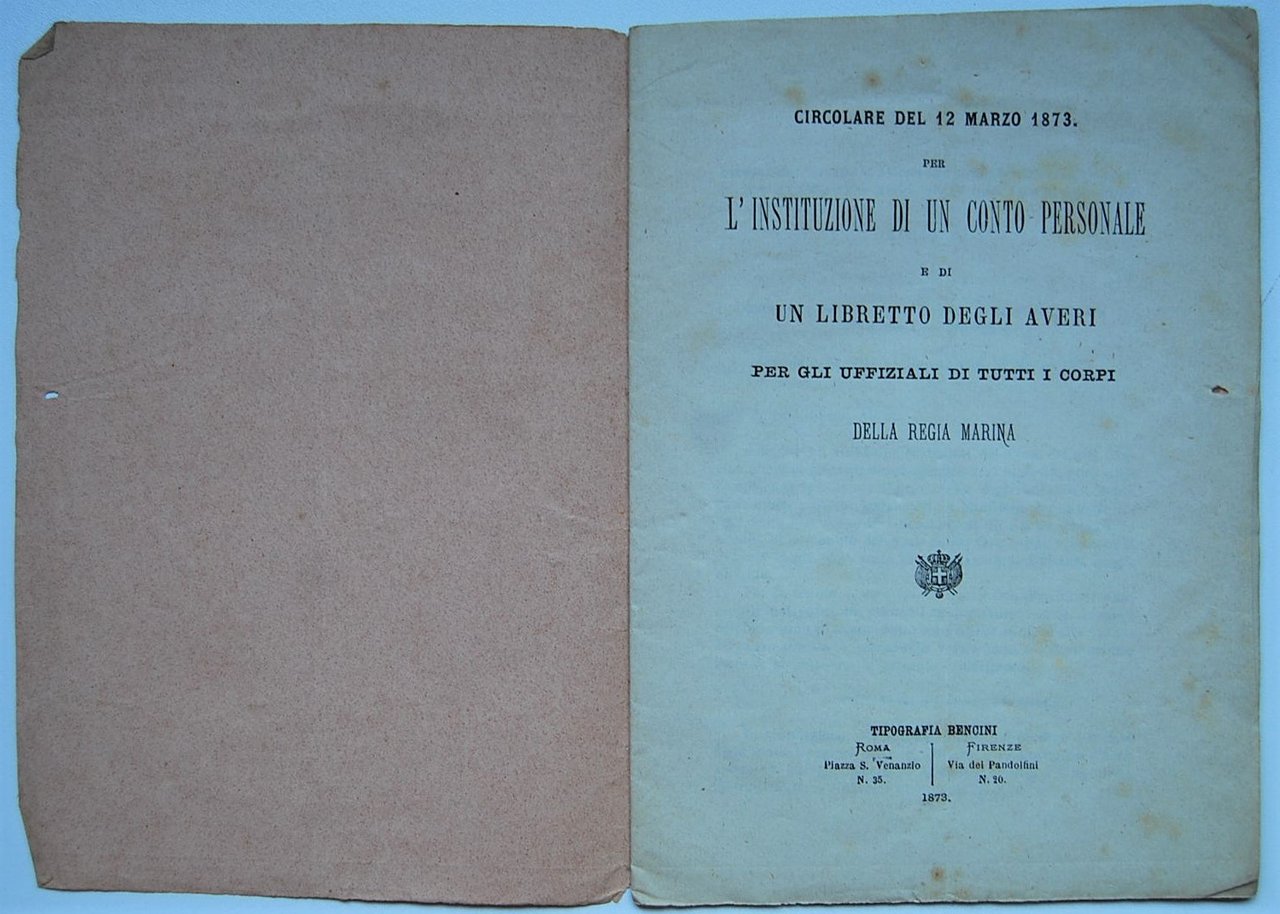 CIRCOLARE DEL 12 MARZO 1873.
PER
L'INSTITUZIONE DI UN CONTO PERSONALE
E DI
UN LIBRETTO DEGLI AVERI
PER GLI UFFIZIALI DI TUTTI I CORPI
DELLA REGIA MARINA
TIPOGRAFIA BENCINI
ROMA
Piazza S. Venanzio
N. 35.
FIRENZE
Via dei Pandolfini
N. 20.
1873.